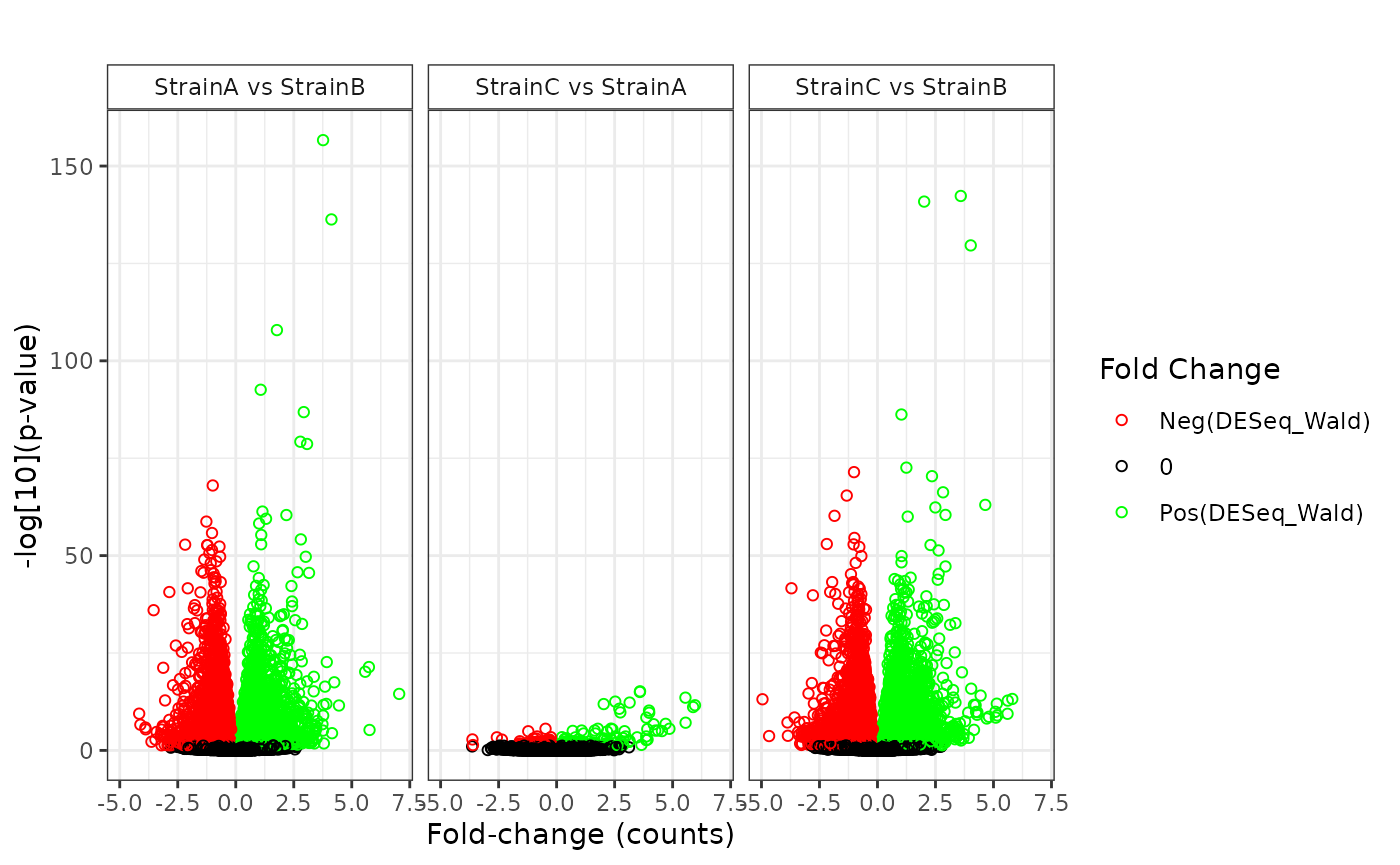 StrainA vs StrainB
StrainC vs StrainA
StrainC vs StrainB
-log[10](p-value)
150
100
50
0
-5.0 -2.5 0.0 2.5 5.0 7.5
-5.0 -2.5 0.0 2.5 5.0 7.5
-5.0 -2.5 0.0 2.5 5.0 7.5
Fold-change (counts)
Fold Change
Neg(DESeq_Wald)
0
Pos(DESeq_Wald)